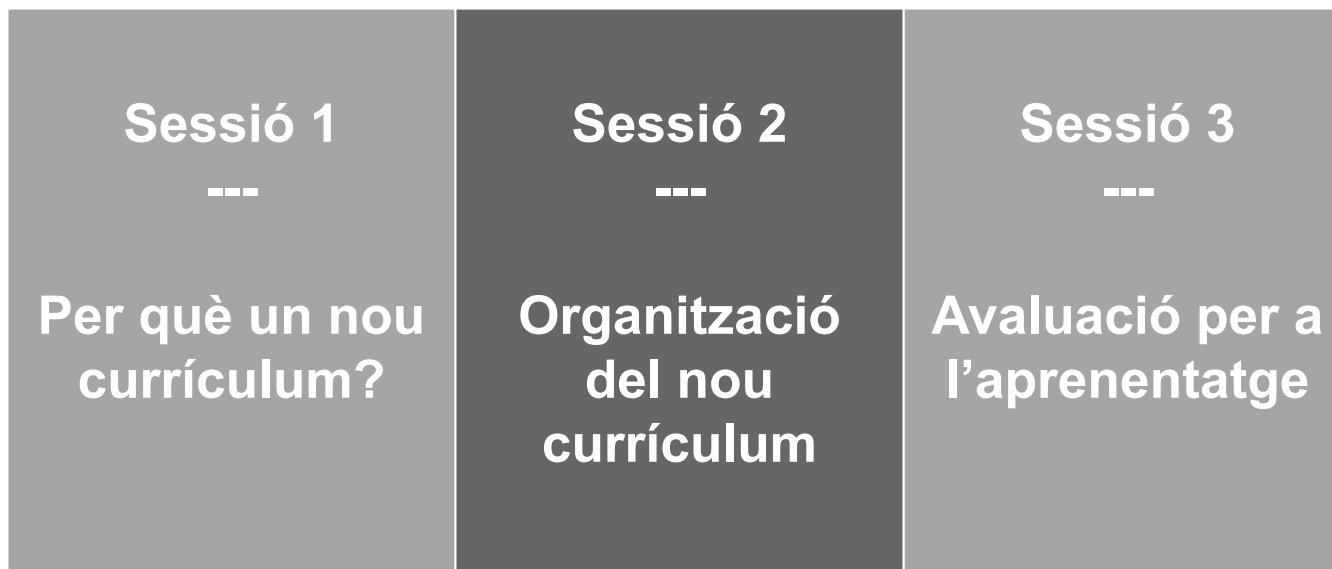 Sessió 1
---
Per què un nou
currículum?
Sessió 2
---
Organització
del nou
currículum
Sessió 3
---
Avaluació per a
l’aprenentatge